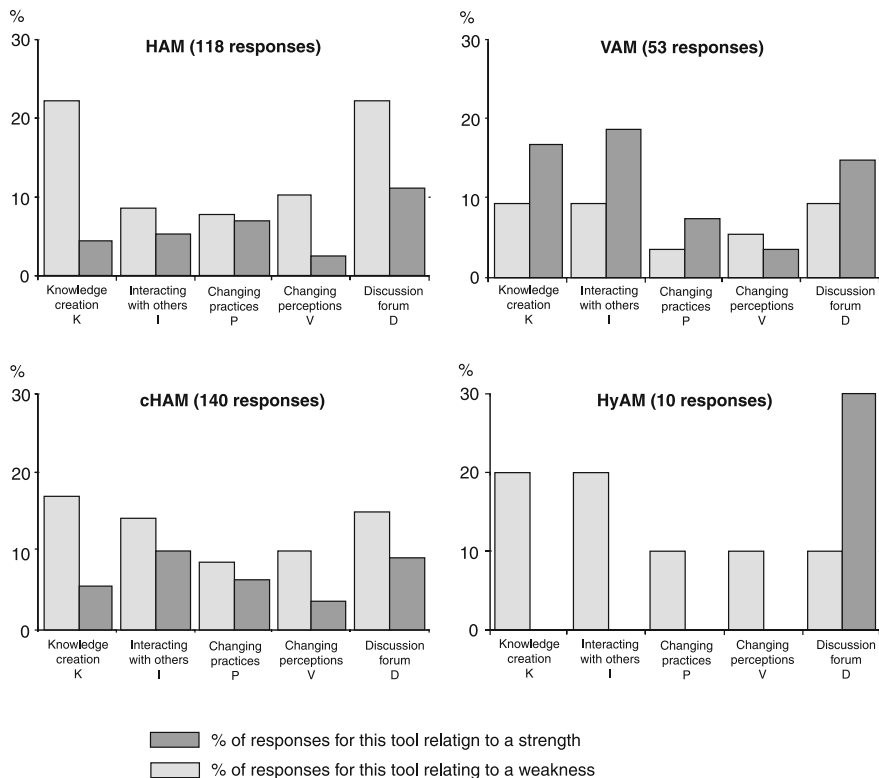 %
HAM (118 responses)
30
20
10
0
Knowledge creation K
Interacting with others I
Changing practices P
Changing perceptions V
Discussion forum D
%
VAM (53 responses)
30
20
10
0
Knowledge creation K
Interacting with others I
Changing practices P
Changing perceptions V
Discussion forum D
%
cHAM (140 responses)
30
20
10
0
Knowledge creation K
Interacting with others I
Changing practices P
Changing perceptions V
Discussion forum D
%
HyAM (10 responses)
30
20
10
0
Knowledge creation K
Interacting with others I
Changing practices P
Changing perceptions V
Discussion forum D
% of responses for this tool relatign to a strength
% of responses for this tool relating to a weakness